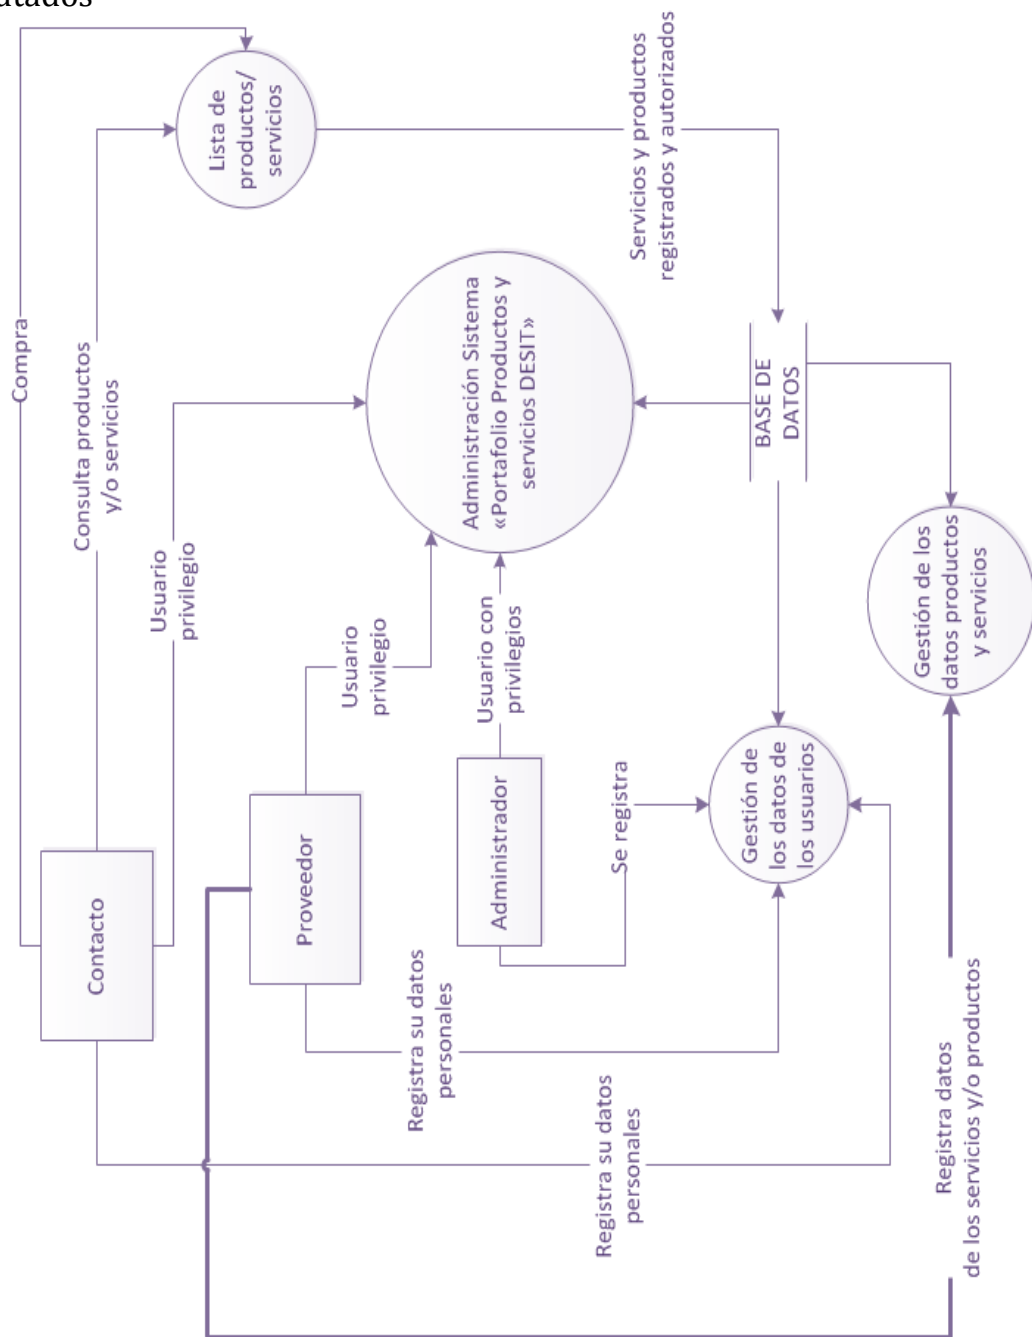 utados
Compra
Consulta productos
y/o servicios
Usuario
privilegio
Lista de
productos/
servicios
Servicios y productos
registrados y autorizados
Administración Sistema
«Portafolio Productos y
servicios DESIT»
BASE DE
DATOS
Usuario
privilegio
Usuario con
privilegios
Contacto
Proveedor
Administrador
Se registra
Gestión de
los datos de
los usuarios
Gestión de los
datos productos
y servicios
Registra su datos
personales
Registra su datos
personales
Registra datos
de los servicios y/o productos